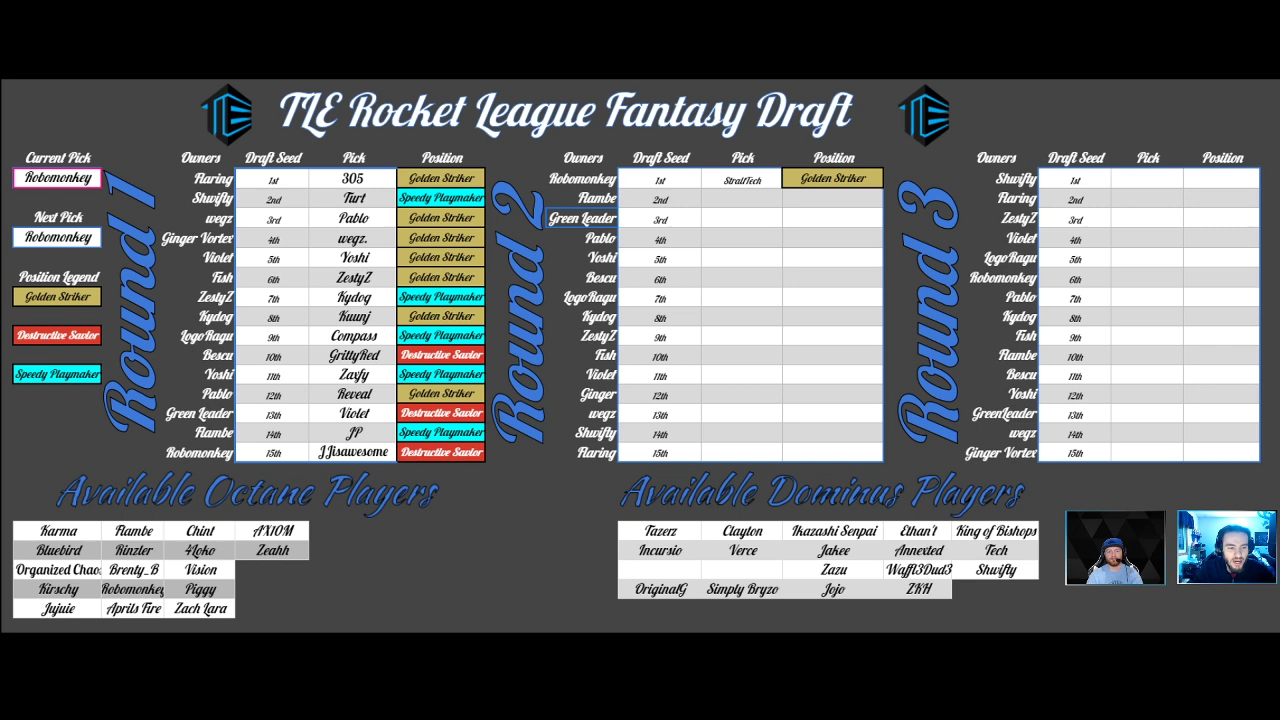 TLE Rocket League Fantasy Draft
TLE
TLE
Current Pick
Robomonkey
Next Pick
Robomonkey
Position Legend
Golden Striker
Destructive Savior
Speedy Playmaker
Round 1
Owners Draft Seed Pick Position
Flaring 1st 305 Golden Striker
Shwifty 2nd Turt Speedy Playmaker
wegz 3rd Pablo Golden Striker
Ginger Vortex 4th wegz. Golden Striker
Violet 5th Yoshi Golden Striker
Fish 6th ZestyZ Golden Striker
ZestyZ 7th Kydog Speedy Playmaker
Kydog 8th Kuunj Golden Striker
LogoRagu 9th Compass Speedy Playmaker
Bescu 10th GrittyRed Destructive Savior
Yoshi 11th Zaxfy Speedy Playmaker
Pablo 12th Reveal Golden Striker
Green Leader 13th Violet Destructive Savior
Flambe 14th JP Speedy Playmaker
Robomonkey 15th JJisawesome Destructive Savior
Round 2
Owners Draft Seed Pick Position
Robomonkey 1st StraitTech Golden Striker
Flambe 2nd
Green Leader 3rd
Pablo 4th
Yoshi 5th
Bescu 6th
LogoRagu 7th
Kydog 8th
ZestyZ 9th
Fish 10th
Violet 11th
Ginger 12th
wegz 13th
Shwifty 14th
Flaring 15th
Round 3
Owners Draft Seed Pick Position
Shwifty 1st
Flaring 2nd
ZestyZ 3rd
Violet 4th
LogoRagu 5th
Robomonkey 6th
Pablo 7th
Kydog 8th
Fish 9th
Flambe 10th
Bescu 11th
Yoshi 12th
GreenLeader 13th
wegz 14th
Ginger Vortex 15th
Available Octane Players
Karma Flambe Chint AXIOM
Bluebird Rinzler 4Loko Zeahh
Organized Chao Brenty_B Vision
Kirschy Robomonkey Piggy
Jujuie Aprils Fire Zach Lara
Available Dominus Players
Tazerz Clayton Ikazashi Senpai Ethan't King of Bishops
Incursio Verce Jakee Annexted Tech
Zazu Waffl3Dud3 Shwifty
OriginalG Simply Bryzo Jojo ZKH